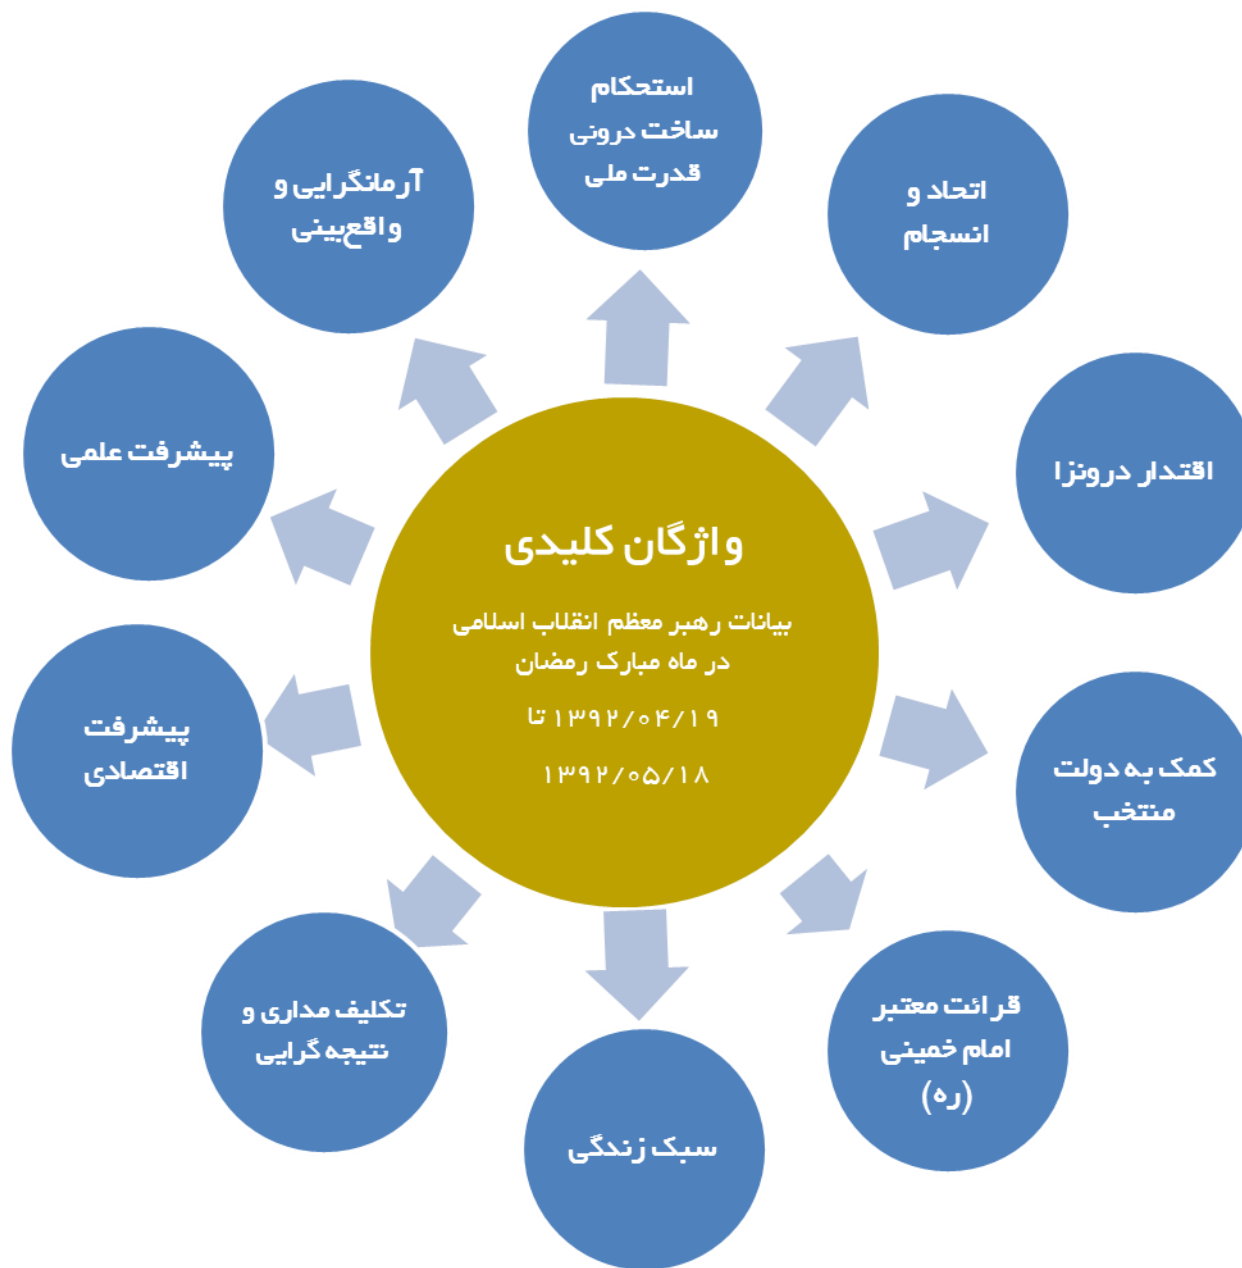 استحکام
ساخت درونی
قدرت ملی
اتحاد و
انسجام
اقتدار درونزا
کمک به دولت
منتخب
قرائت معتبر
امام خمینی
(ره)
سبک زندگی
تکلیف مداری و
نتیجه گرایی
پیشرفت
اقتصادی
پیشرفت علمی
آرمانگرایی و
واقع‌بینی
واژگان کلیدی
بیانات رهبر معظم انقلاب اسلامی
در ماه مبارک رمضان
۱۳۹۲/۰۴/۱۹ تا
۱۳۹۲/۰۵/۱۸